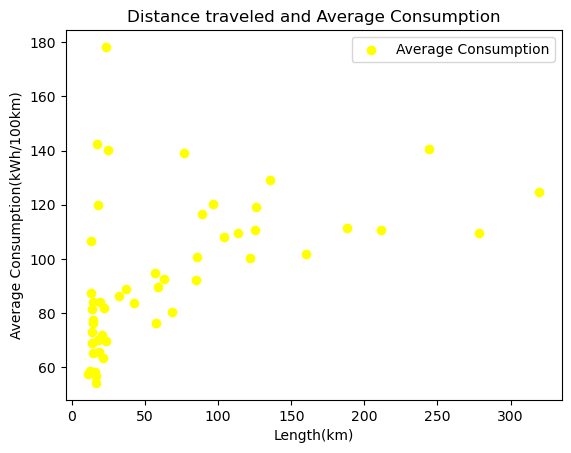 Distance traveled and Average Consumption
Average Consumption
Average Consumption(kWh/100km)
180
160
140
120
100
80
60
0 50 100 150 200 250 300
Length(km)